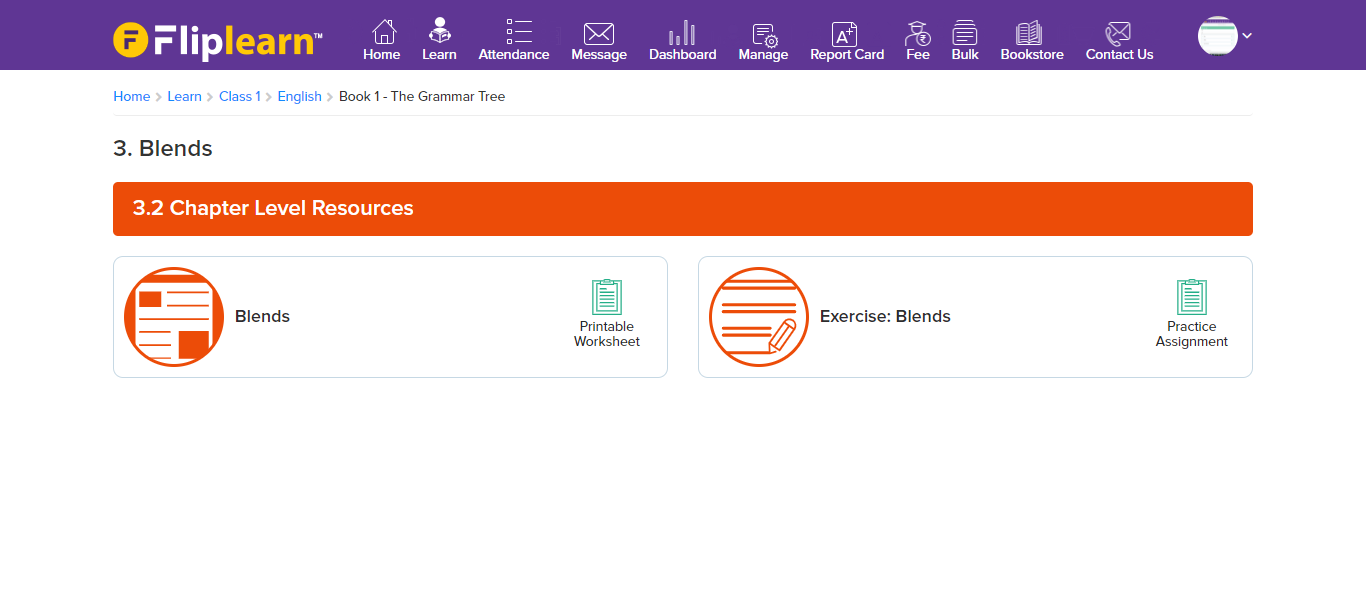 Fliplearn™
Home Learn Attendance Message Dashboard Manage Report Card Fee Bulk Bookstore Contact Us
Home > Learn > Class 1 > English > Book 1 - The Grammar Tree
3. Blends
3.2 Chapter Level Resources
Blends
Printable
Worksheet
Exercise: Blends
Practice
Assignment